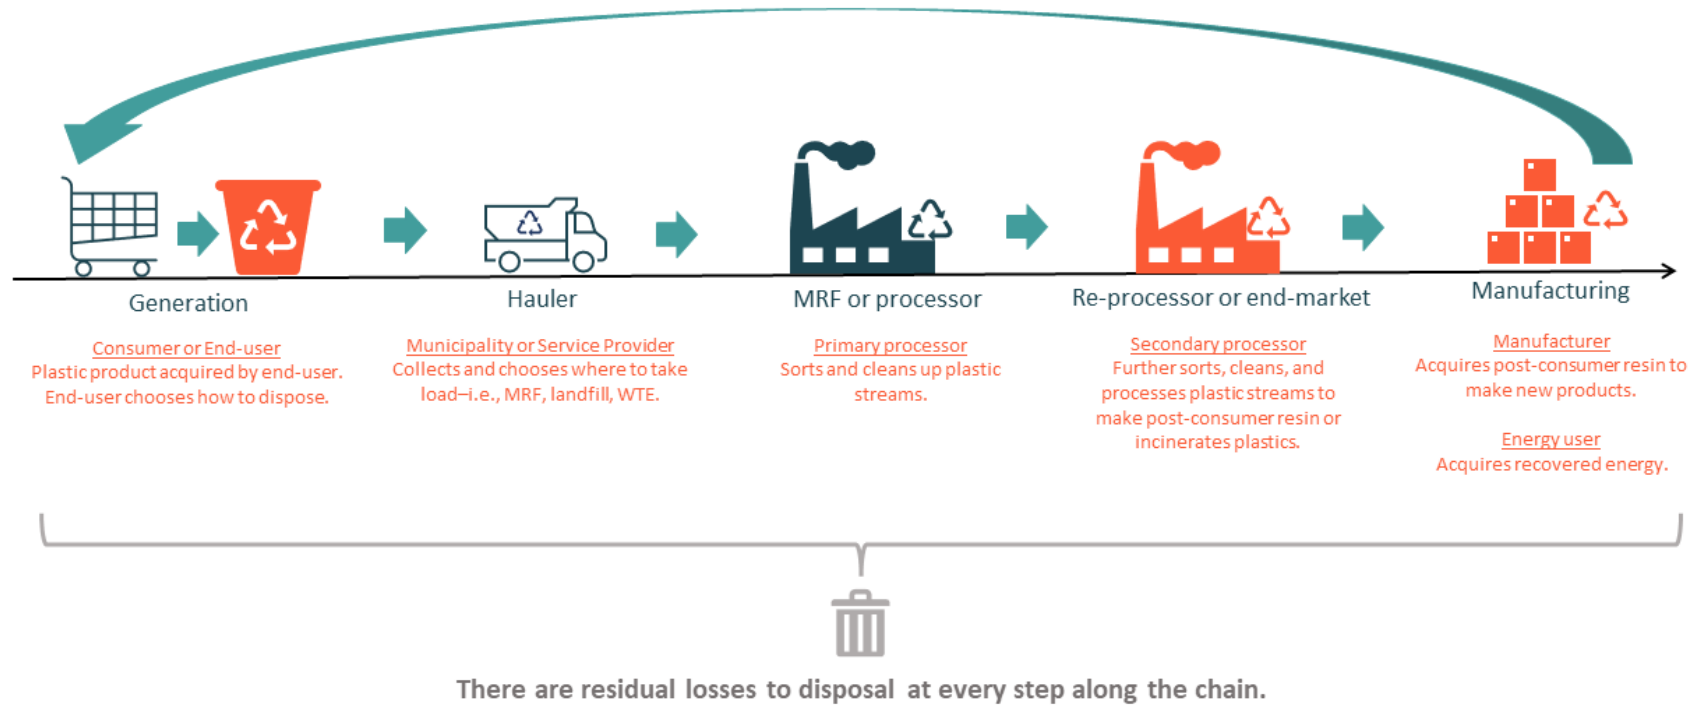 Generation
Consumer or End-user
Plastic product acquired by end-user.
End-user chooses how to dispose.
Hauler
Municipality or Service Provider
Collects and chooses where to take
load–i.e., MRF, landfill, WTE.
MRF or processor
Primary processor
Sorts and cleans up plastic
streams.
Re-processor or end-market
Secondary processor
Further sorts, cleans, and
processes plastic streams to
make post-consumer resin or
incinerates plastics.
Manufacturing
Manufacturer
Acquires post-consumer resin to
make new products.
Energy user
Acquires recovered energy.
There are residual losses to disposal at every step along the chain.